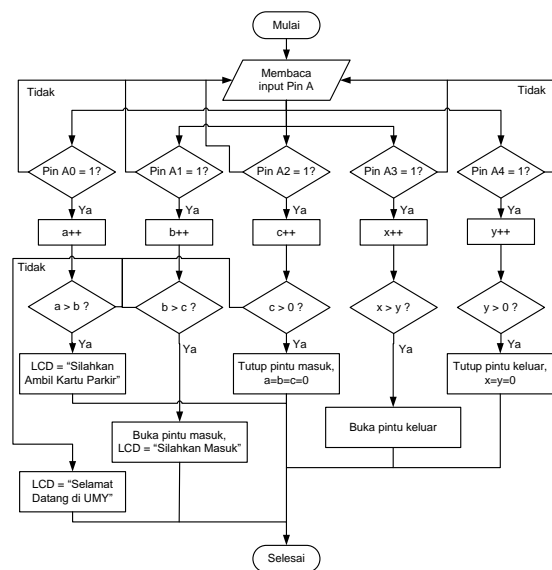 Mulai
Membaca
input Pin A
Tidak
Tidak
Pin A0 = 1?
Pin A1 = 1?
Pin A2 = 1?
Pin A3 = 1?
Pin A4 = 1?
Ya
Ya
Ya
Ya
Ya
a++
b++
c++
x++
y++
Tidak
a > b ?
b > c ?
c > 0 ?
x > y ?
y > 0 ?
Ya
Ya
Ya
Ya
Ya
LCD = “Silahkan
Ambil Kartu Parkir”
Tutup pintu masuk,
a=b=c=0
Tutup pintu keluar,
x=y=0
Buka pintu masuk,
LCD = “Silahkan Masuk”
Buka pintu keluar
LCD = “Selamat
Datang di UMY”
Selesai